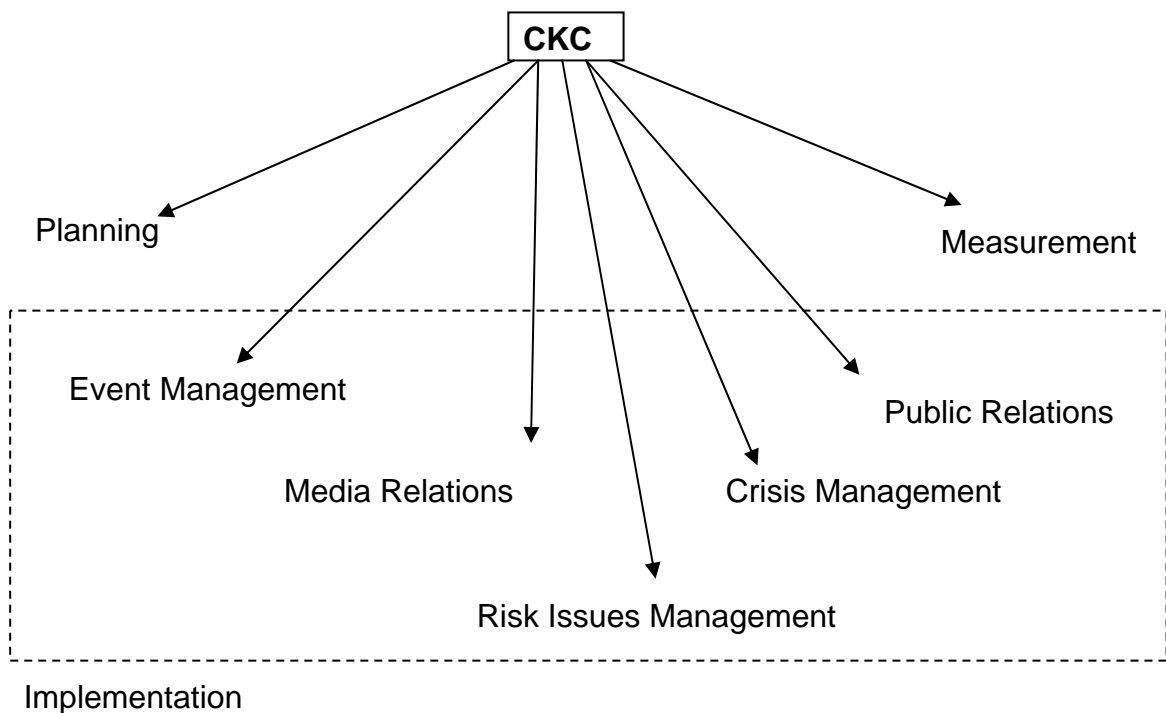 CKC
Planning
Measurement
Event Management
Public Relations
Media Relations
Crisis Management
Risk Issues Management
Implementation